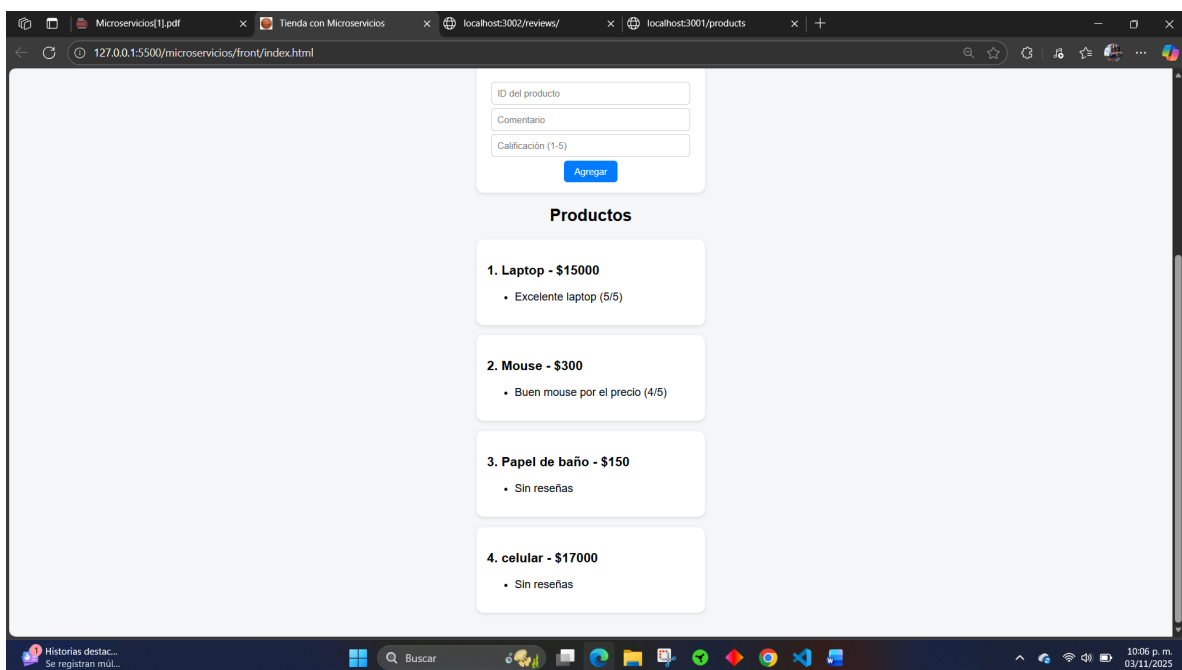 Microservicios[1].pdf
Tienda con Microservicios
localhost:3002/reviews/
localhost:3001/products
127.0.0.1:5500/microservicios/front/index.html
ID del producto
Comentario
Calificación (1-5)
Agregar
Productos
1. Laptop - $15000
• Excelente laptop (5/5)
2. Mouse - $300
• Buen mouse por el precio (4/5)
3. Papel de baño - $150
• Sin reseñas
4. celular - $17000
• Sin reseñas
1
Historias destac...
Se registran múl...
Buscar
10:06 p. m.
03/11/2025